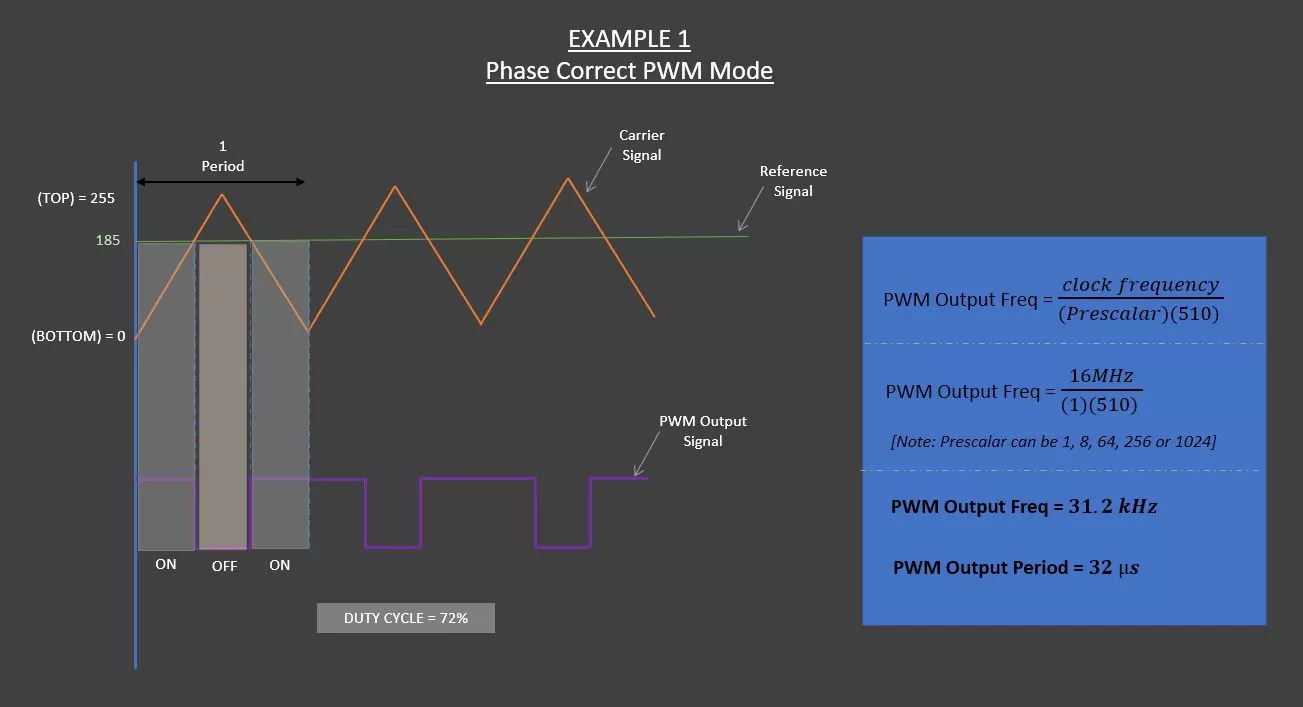 EXAMPLE 1
Phase Correct PWM Mode
Carrier
Signal
1
Period
Reference
Signal
(TOP) = 255
185
(BOTTOM) = 0
PWM Output
Signal
ON
OFF
ON
DUTY CYCLE = 72%
PWM Output Freq = clock frequency / (Prescalar)(510)
PWM Output Freq = 16MHz / (1)(510)
[Note: Prescalar can be 1, 8, 64, 256 or 1024]
PWM Output Freq = 31.2 kHz
PWM Output Period = 32 μs